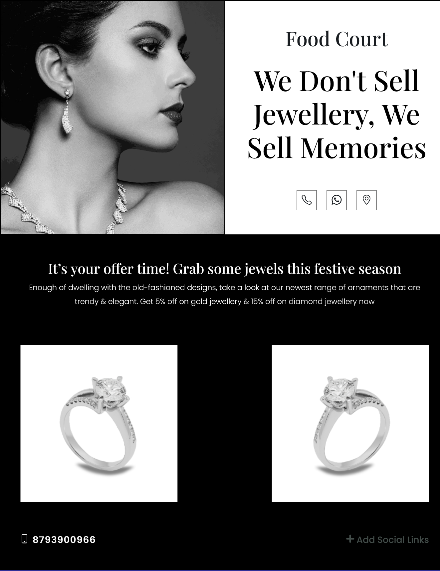 Food Court
We Don't Sell
Jewellery, We
Sell Memories
It's your offer time! Grab some jewels this festive season
Enough of dwelling with the old-fashioned designs, take a look at our newest range of ornaments that are
trendy & elegant. Get 5% off on gold jewellery & 15% off on diamond jewellery now
8793900966
+ Add Social Links